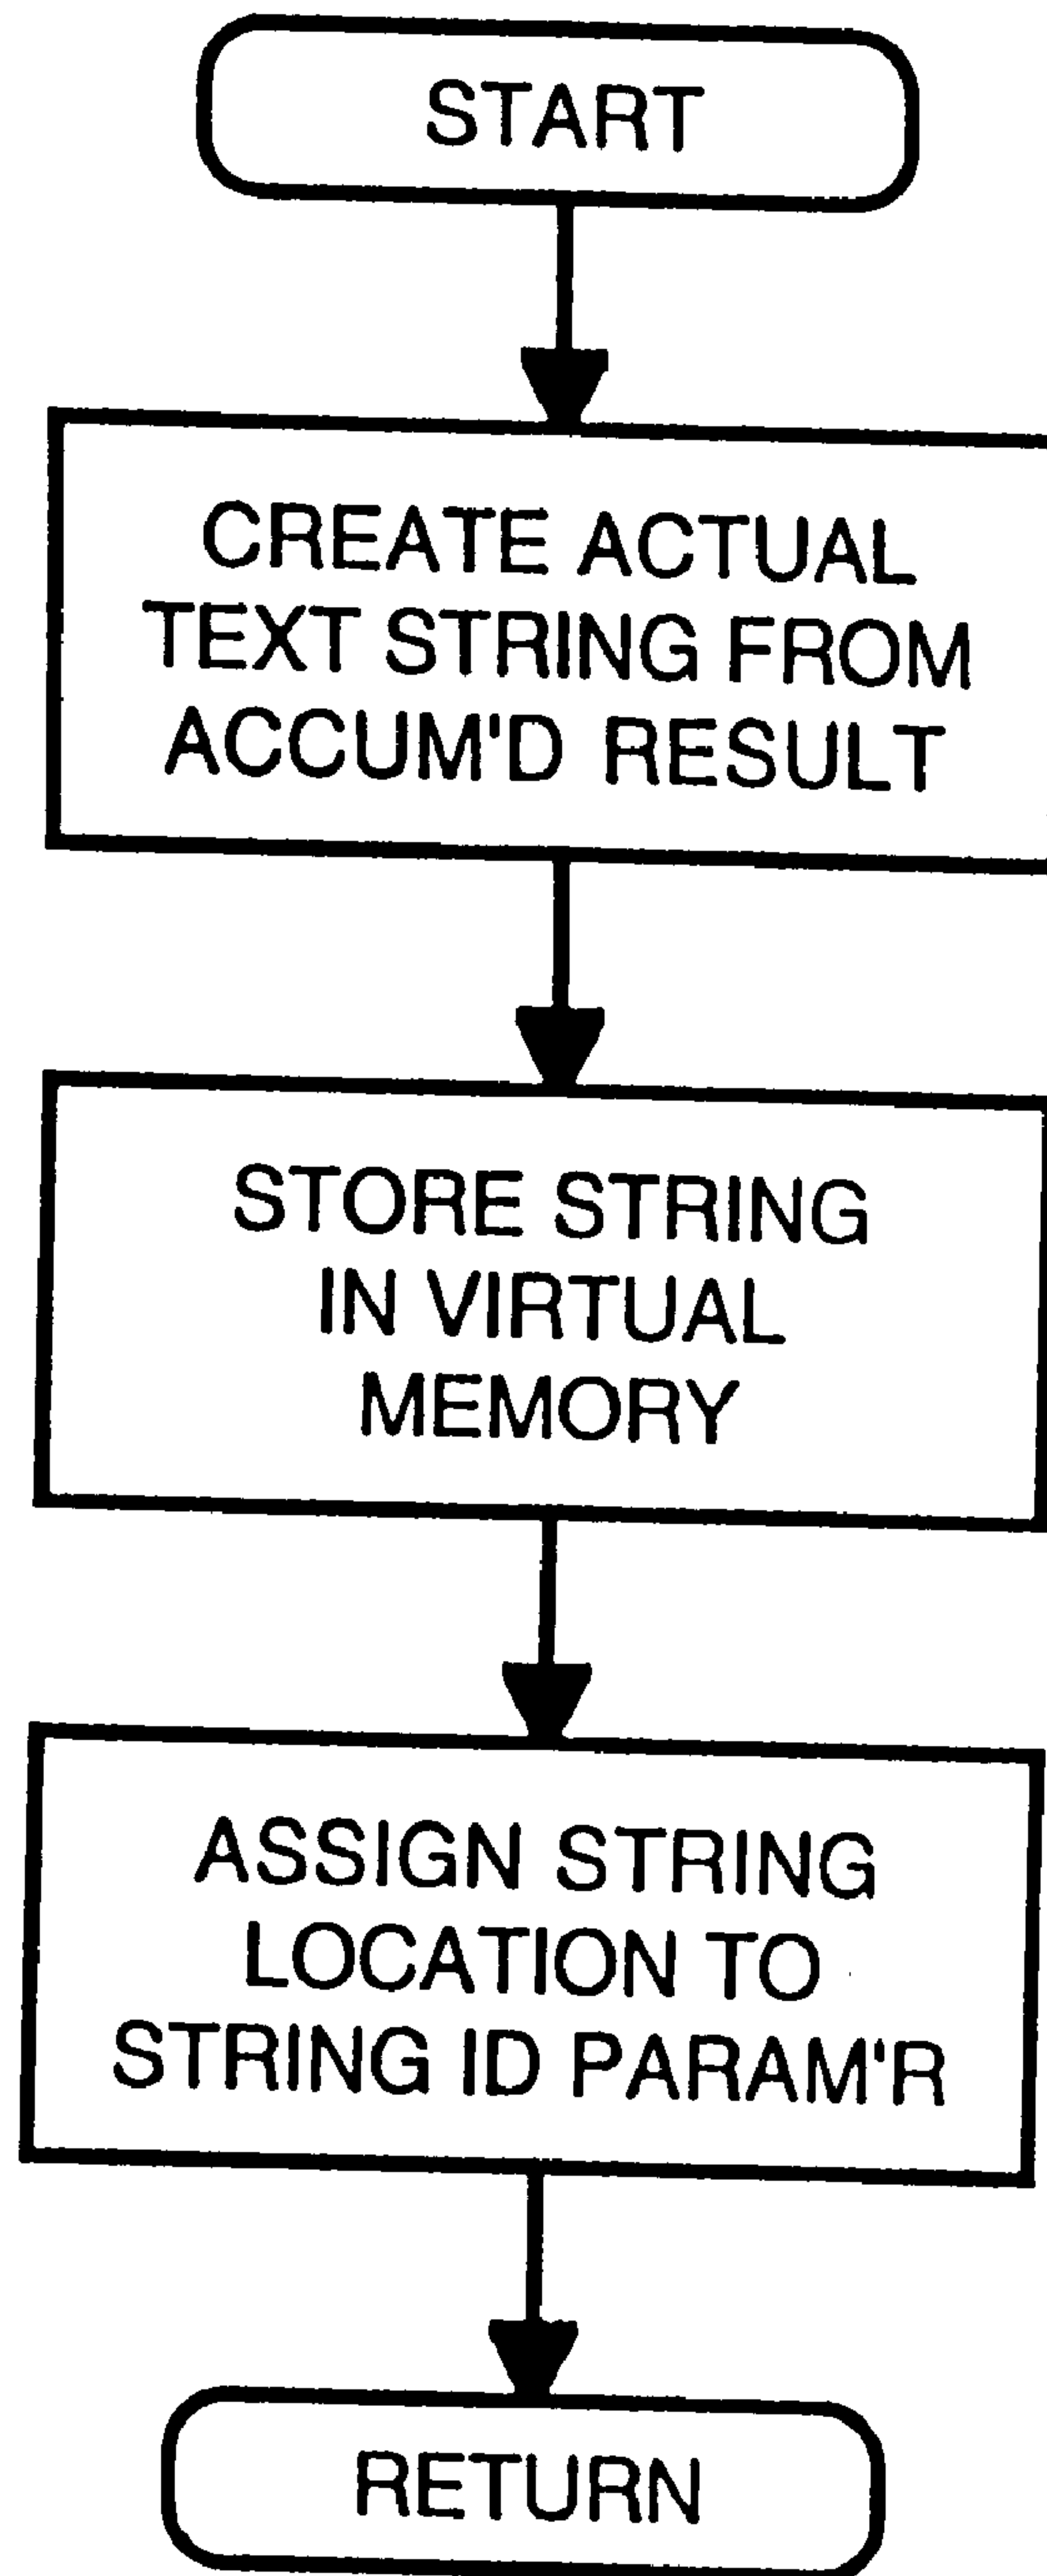 START
CREATE ACTUAL
TEXT STRING FROM
ACCUM'D RESULT
STORE STRING
IN VIRTUAL
MEMORY
ASSIGN STRING
LOCATION TO
STRING ID PARAM'R
RETURN